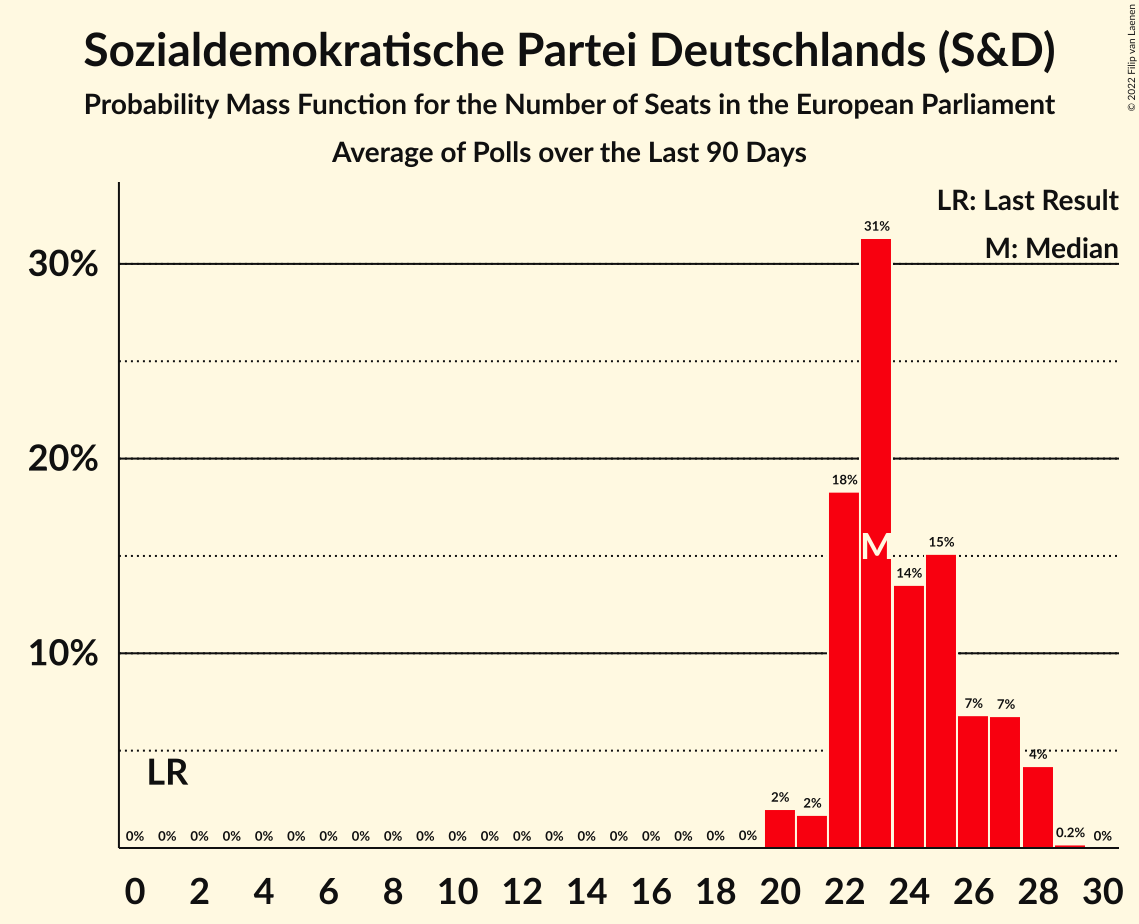 Sozialdemokratische Partei Deutschlands (S&D)
Probability Mass Function for the Number of Seats in the European Parliament
Average of Polls over the Last 90 Days
© 2022 Filip van Laenen
LR: Last Result
M: Median
30%
20%
10%
31%
18%
M
15%
14%
7% 7%
4%
LR
2% 2%
0% 0% 0% 0% 0% 0% 0% 0% 0% 0% 0% 0% 0% 0% 0% 0% 0% 0% 0% 0% 0.2% 0%
0 2 4 6 8 10 12 14 16 18 20 22 24 26 28 30